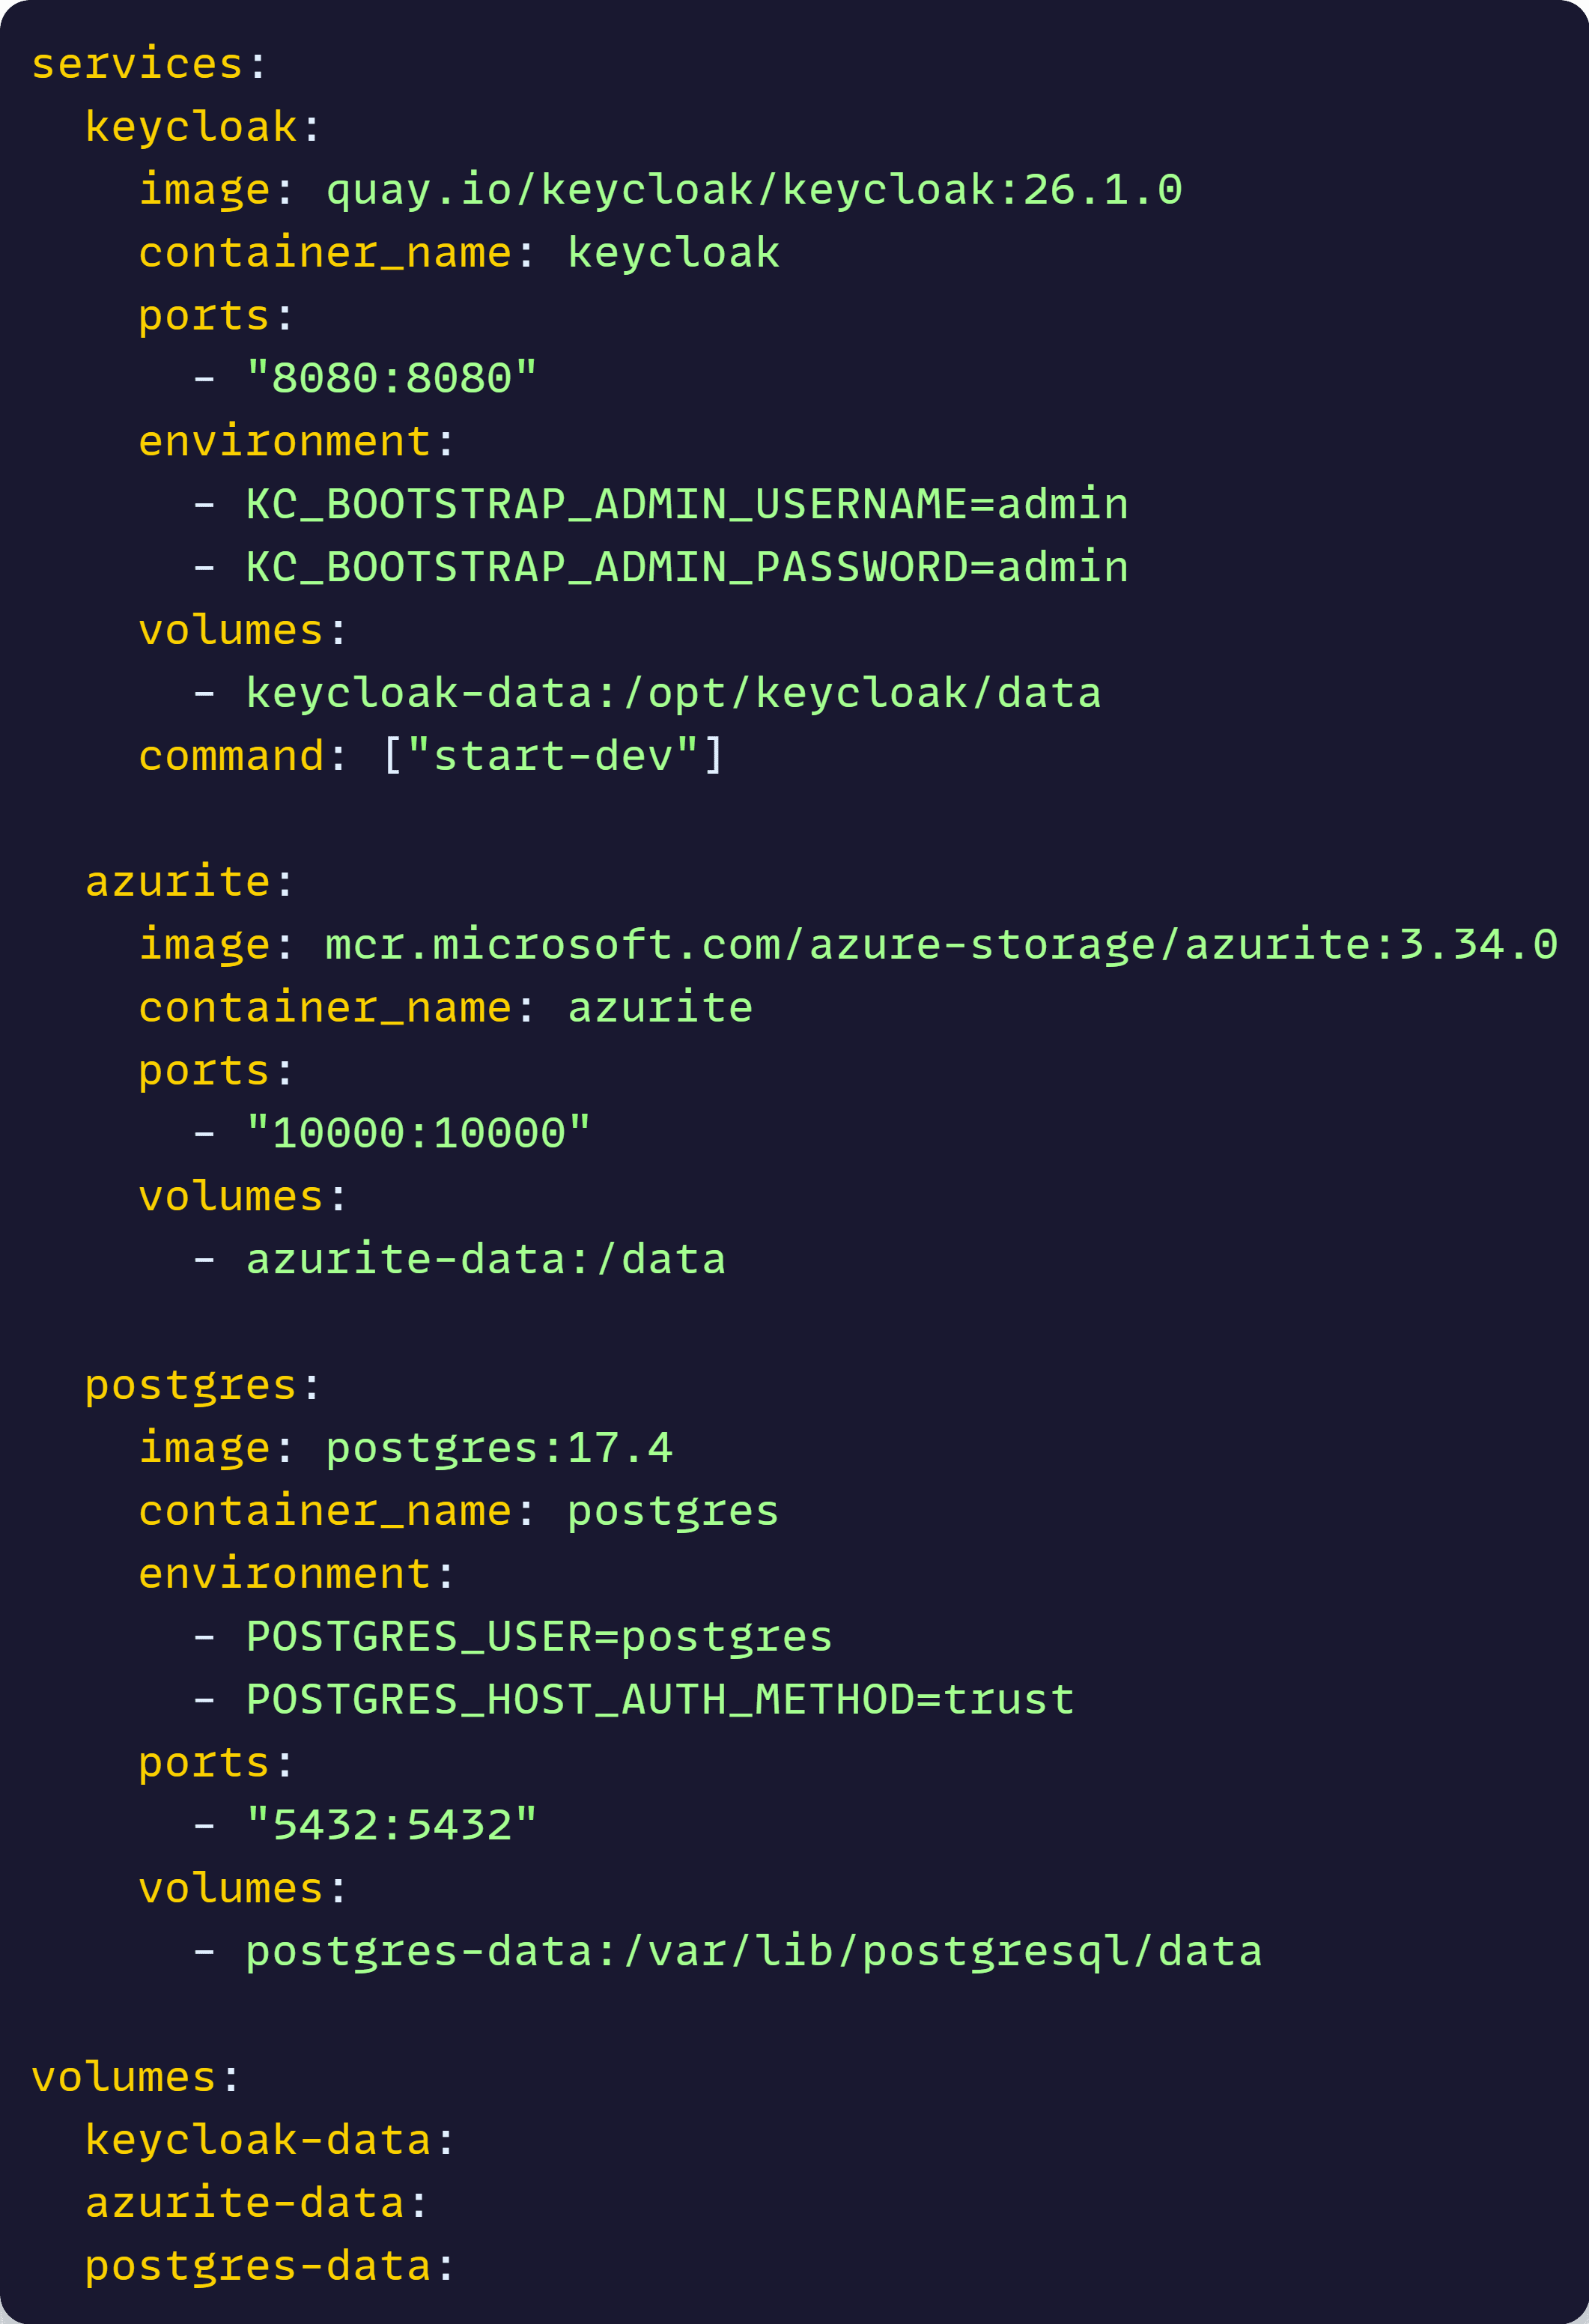 services:
  keycloak:
    image: quay.io/keycloak/keycloak:26.1.0
    container_name: keycloak
    ports:
      - "8080:8080"
    environment:
      - KC_BOOTSTRAP_ADMIN_USERNAME=admin
      - KC_BOOTSTRAP_ADMIN_PASSWORD=admin
    volumes:
      - keycloak-data:/opt/keycloak/data
    command: ["start-dev"]

  azurite:
    image: mcr.microsoft.com/azure-storage/azurite:3.34.0
    container_name: azurite
    ports:
      - "10000:10000"
    volumes:
      - azurite-data:/data

  postgres:
    image: postgres:17.4
    container_name: postgres
    environment:
      - POSTGRES_USER=postgres
      - POSTGRES_HOST_AUTH_METHOD=trust
    ports:
      - "5432:5432"
    volumes:
      - postgres-data:/var/lib/postgresql/data

volumes:
  keycloak-data:
  azurite-data:
  postgres-data: